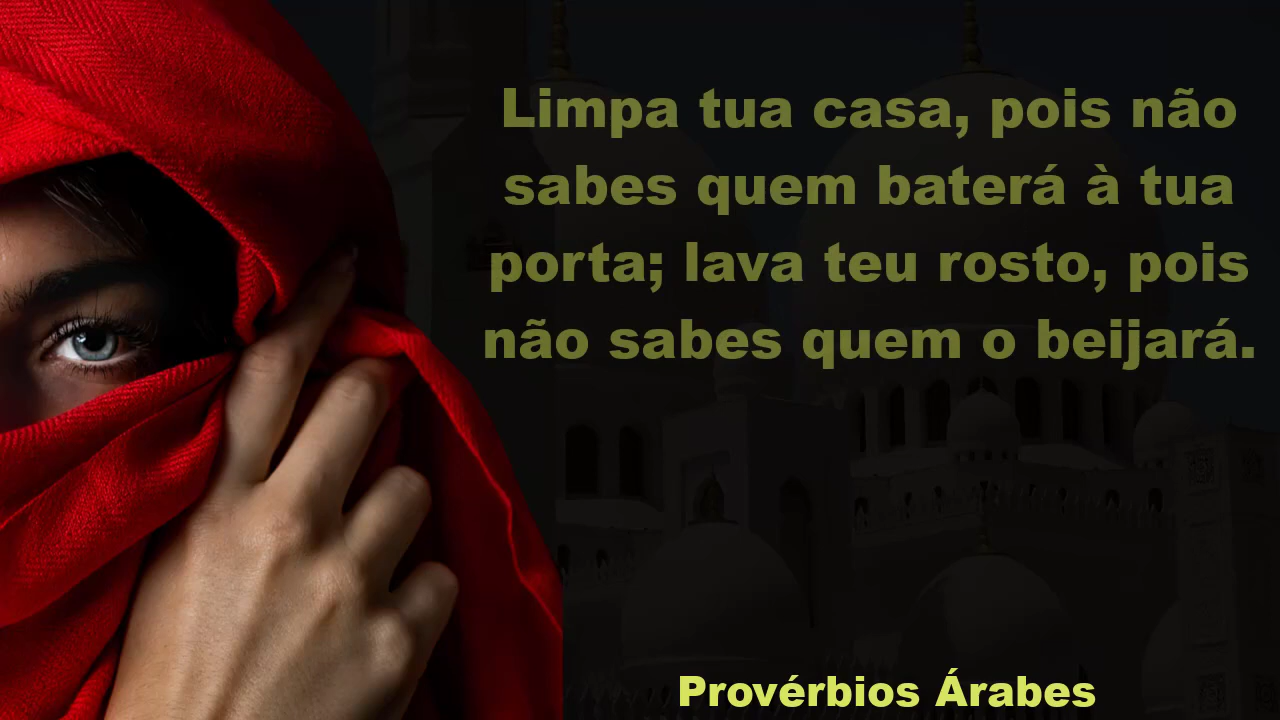 Limpa tua casa, pois não
sabes quem baterá à tua
porta; lava teu rosto, pois
não sabes quem o beijará.
Provérbios Árabes